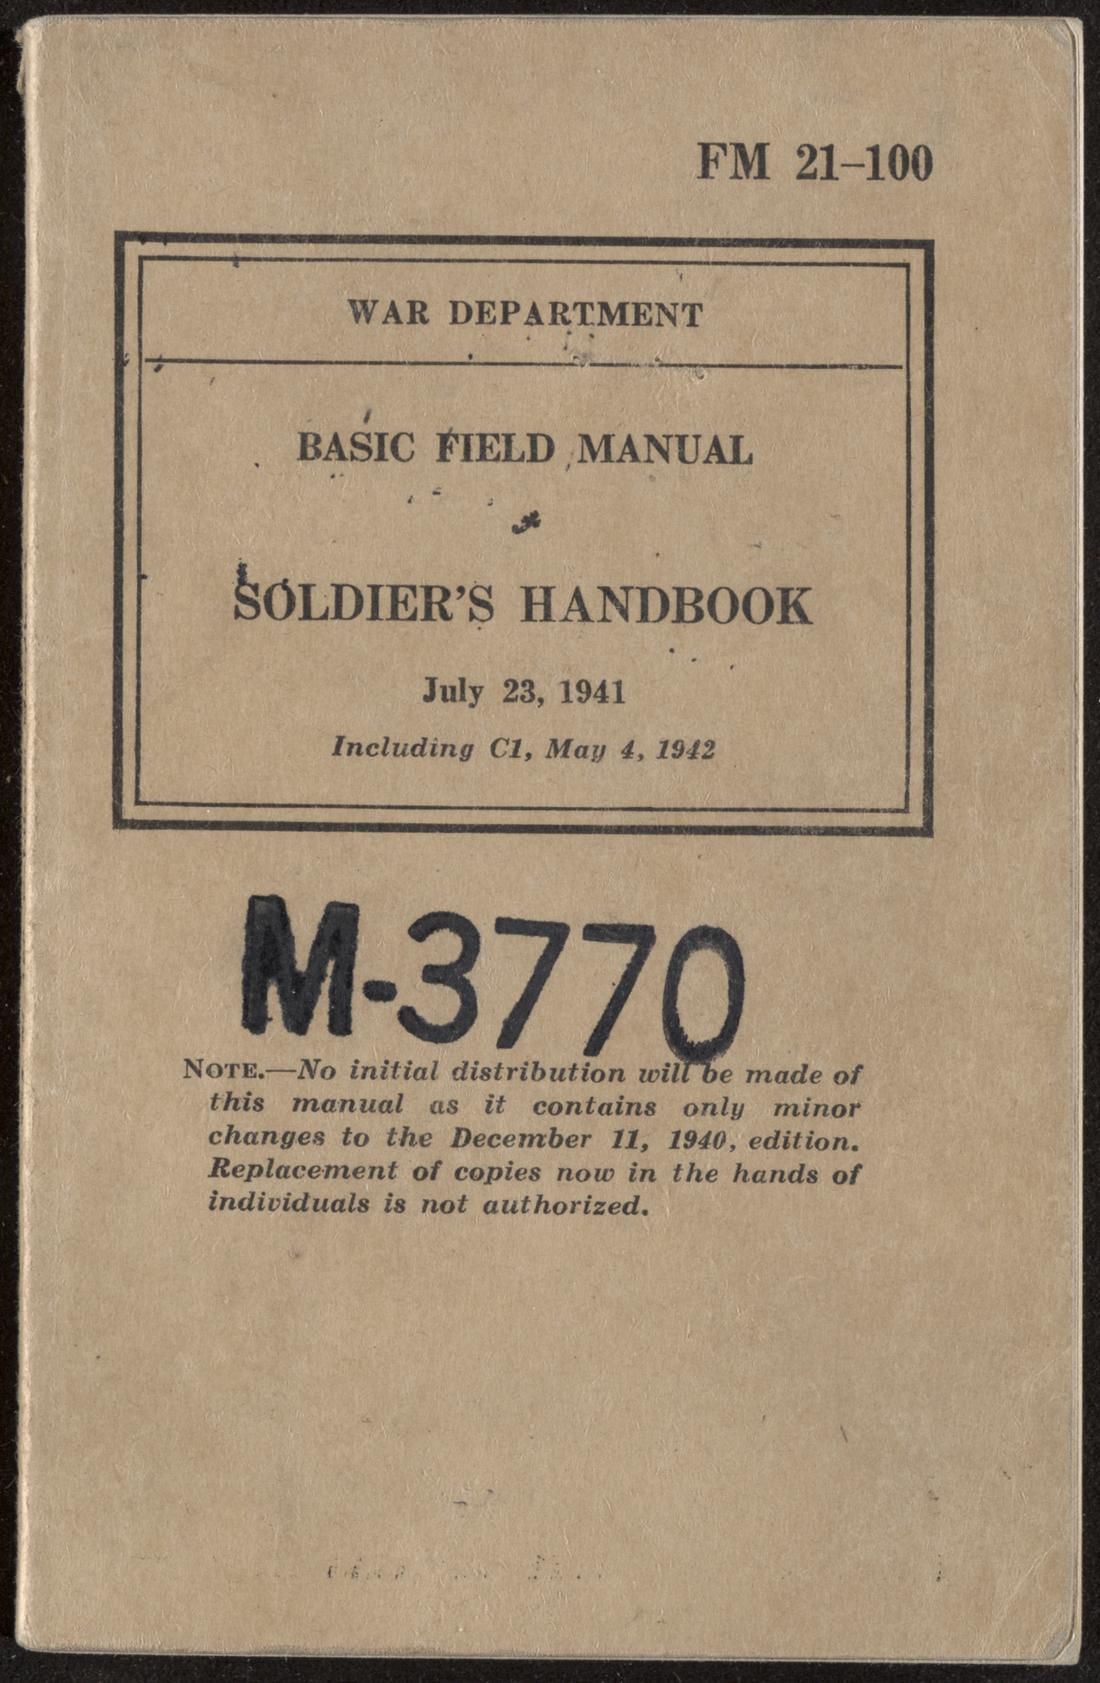 FM 21–100
WAR DEPARTMENT
BASIC FIELD MANUAL
SOLDIER'S HANDBOOK
July 23, 1941
Including C1, May 4, 1942
M-3770
NOTE.—No initial distribution will be made of
this manual as it contains only minor
changes to the December 11, 1940, edition.
Replacement of copies now in the hands of
individuals is not authorized.